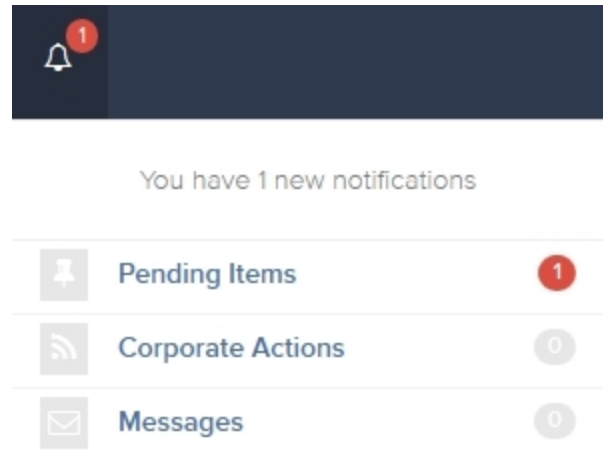 1
You have 1 new notifications
Pending Items 1
Corporate Actions 0
Messages 0